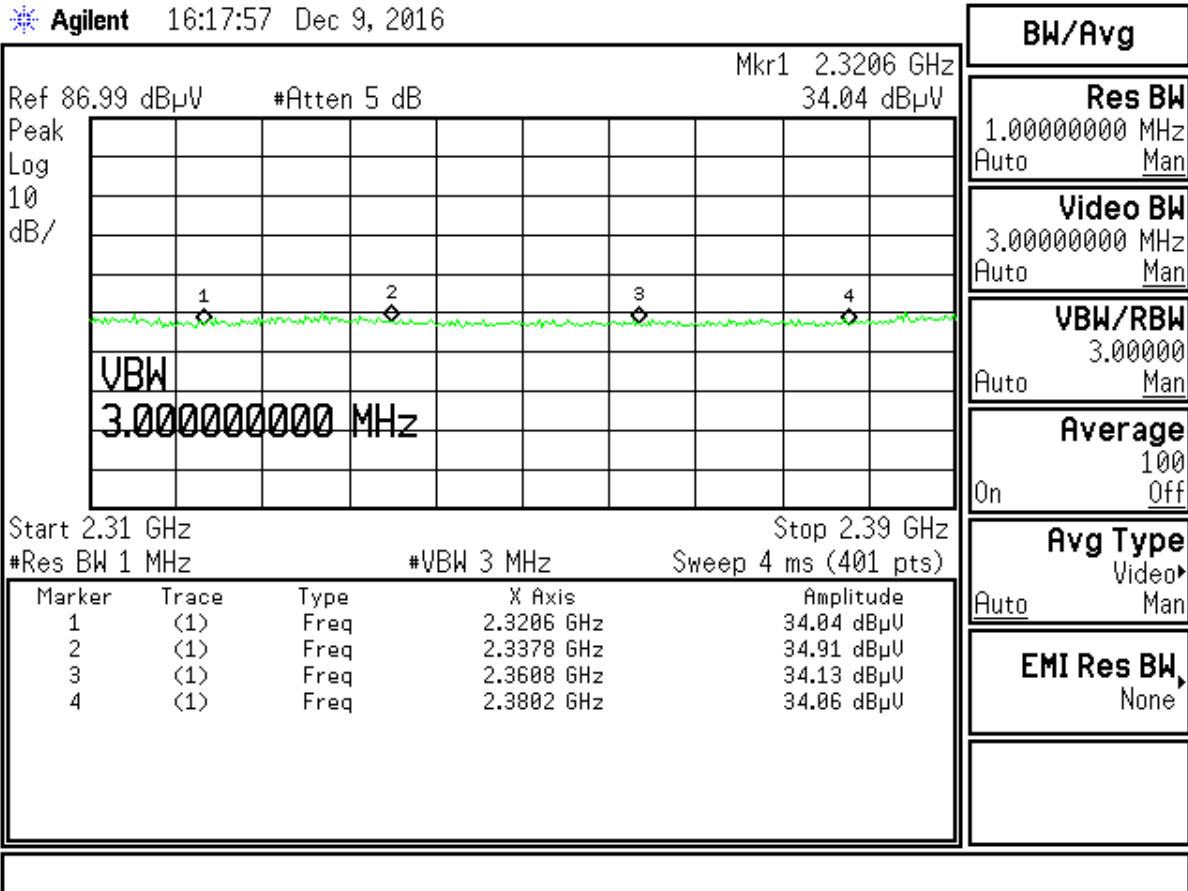 Agilent 16:17:57 Dec 9, 2016
Mkr1 2.3206 GHz
Ref 86.99 dBµV #Atten 5 dB 34.04 dBµV
Peak
Log
10
dB/
1 2 3 4
VBW
3.000000000 MHz
Start 2.31 GHz Stop 2.39 GHz
#Res BW 1 MHz #VBW 3 MHz Sweep 4 ms (401 pts)
Marker Trace Type X Axis Amplitude
1 (1) Freq 2.3206 GHz 34.04 dBµV
2 (1) Freq 2.3378 GHz 34.91 dBµV
3 (1) Freq 2.3608 GHz 34.13 dBµV
4 (1) Freq 2.3802 GHz 34.06 dBµV
BW/Avg
Res BW
1.00000000 MHz
Auto Man
Video BW
3.00000000 MHz
Auto Man
VBW/RBW
3.00000
Auto Man
Average
100
On Off
Avg Type
Video
Auto Man
EMI Res BW
None